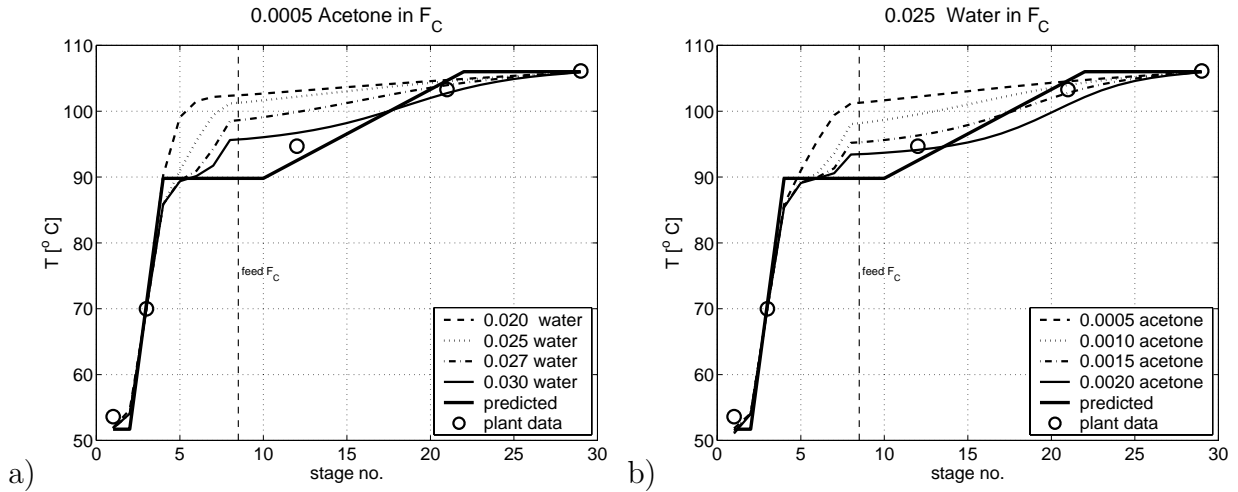 0.0005 Acetone in F_C
110
100
90
80
70
60
50
T [° C]
0
5
10
15
20
25
30
stage no.
feed F_C
0.020 water
0.025 water
0.027 water
0.030 water
predicted
plant data
a)
0.025 Water in F_C
110
100
90
80
70
60
50
T [° C]
0
5
10
15
20
25
30
stage no.
feed F_C
0.0005 acetone
0.0010 acetone
0.0015 acetone
0.0020 acetone
predicted
plant data
b)